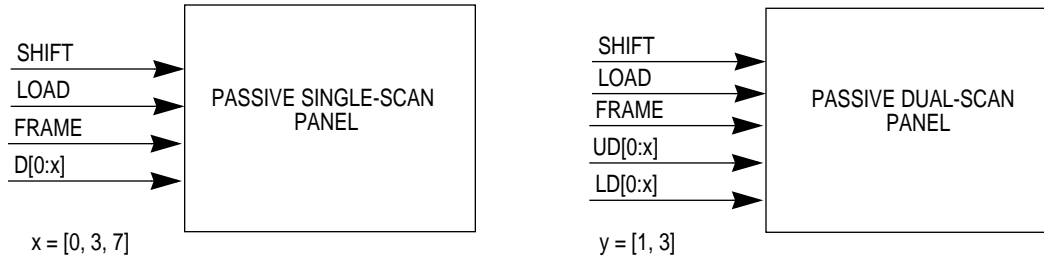 SHIFT
LOAD
FRAME
D[0:x]
PASSIVE SINGLE-SCAN
PANEL
x = [0, 3, 7]
SHIFT
LOAD
FRAME
UD[0:x]
LD[0:x]
PASSIVE DUAL-SCAN
PANEL
y = [1, 3]